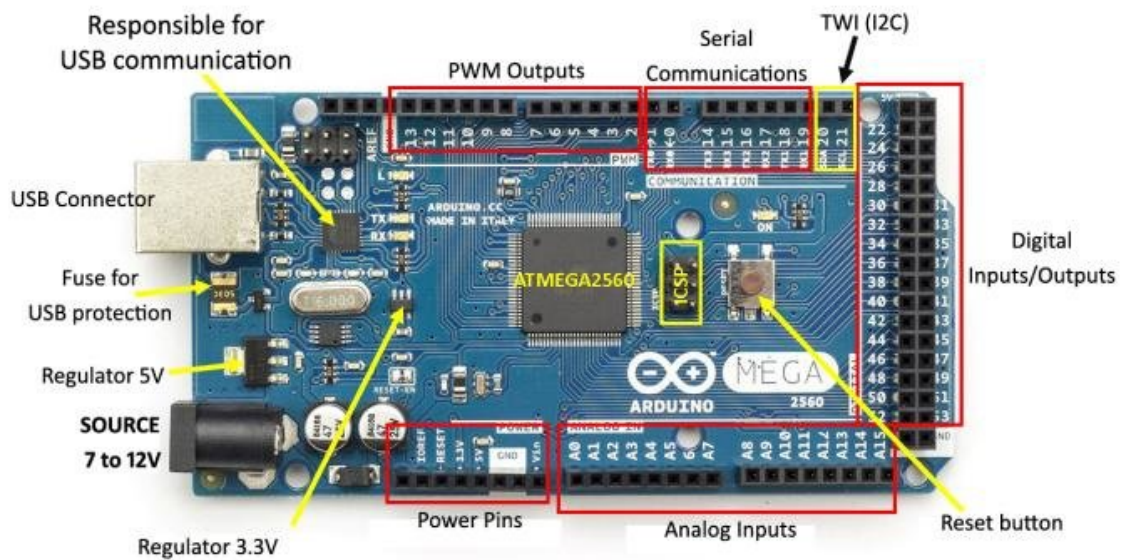 Responsible for
USB communication
PWM Outputs
Serial
Communications
TWI (I2C)
AREF
13
12
11
10
9
8
7
6
5
4
3
2
1
0
14
15
16
17
18
19
20
21
PWM
COMMUNICATION
L
TX
RX
ARDUINO.CC
MADE IN ITALY
ON
USB Connector
Fuse for
USB protection
Regulator 5V
SOURCE
7 to 12V
ATMEGA2560
ICSP
ARDUINO
MEGA
2560
RESET-EN
5V
22
24
26
28
30
32
34
36
38
40
42
44
46
48
50
52
31
33
35
37
39
41
43
45
47
49
51
53
GND
Digital
Inputs/Outputs
POWER
IOREF
RESET
3.3V
5V
GND
Vin
ANALOG IN
A0
A1
A2
A3
A4
A5
A7
A8
A9
A10
A11
A12
A13
A14
A15
Regulator 3.3V
Power Pins
Analog Inputs
Reset button